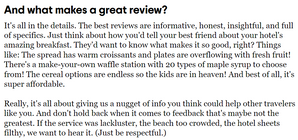 And what makes a great review?
It's all in the details. The best reviews are informative, honest, insightful, and full
of specifics. Just think about how you'd tell your best friend about your hotel's
amazing breakfast. They'd want to know what makes it so good, right? Things
like: The spread has warm croissants and plates are overflowing with fresh fruit!
There's a make-your-own waffle station with 20 types of maple syrup to choose
from! The cereal options are endless so the kids are in heaven! And best of all, it's
super affordable.
Really, it's all about giving us a nugget of info you think could help other travelers
like you. And don't hold back when it comes to feedback that's maybe not the
greatest. If the service was lackluster, the beach too crowded, the hotel sheets
filthy, we want to hear it. (Just be respectful.)